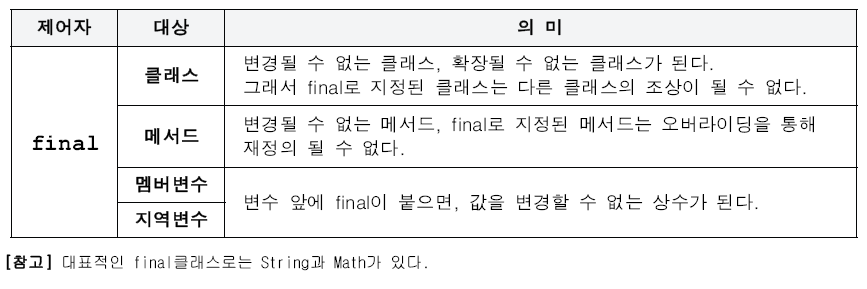 제어자 대상 의 미
final
클래스
변경될 수 없는 클래스, 확장될 수 없는 클래스가 된다.
그래서 final로 지정된 클래스는 다른 클래스의 조상이 될 수 없다.
메서드
변경될 수 없는 메서드, final로 지정된 메서드는 오버라이딩을 통해
재정의 될 수 없다.
멤버변수
지역변수
변수 앞에 final이 붙으면, 값을 변경할 수 없는 상수가 된다.
[참고] 대표적인 final클래스로는 String과 Math가 있다.